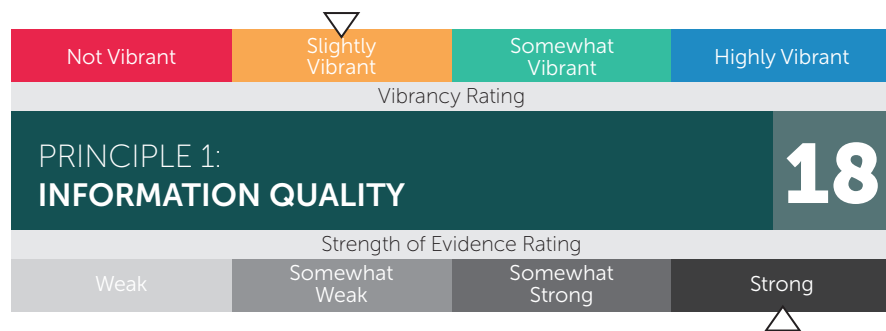 Not Vibrant
Slightly
Vibrant
Somewhat
Vibrant
Highly Vibrant
Vibrancy Rating
PRINCIPLE 1:
INFORMATION QUALITY
18
Strength of Evidence Rating
Weak
Somewhat
Weak
Somewhat
Strong
Strong